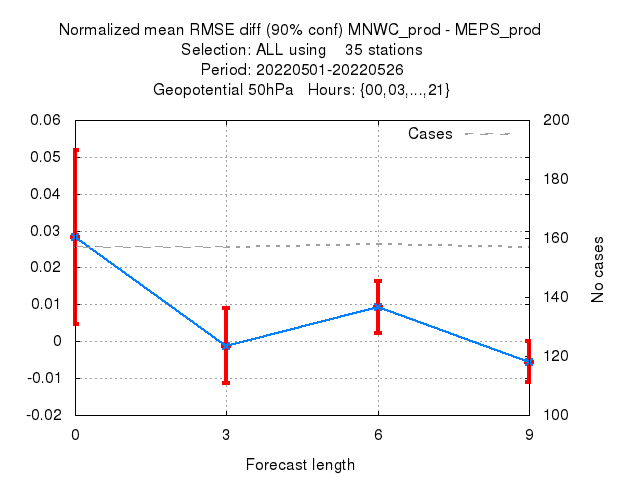 Normalized mean RMSE diff (90% conf) MNWC_prod - MEPS_prod
Selection: ALL using    35 stations
Period: 20220501-20220526
Geopotential 50hPa   Hours: {00,03,...,21}
Cases
0.06
0.05
0.04
0.03
0.02
0.01
0
-0.01
-0.02
200
180
160
140
120
100
No cases
0
3
6
9
Forecast length